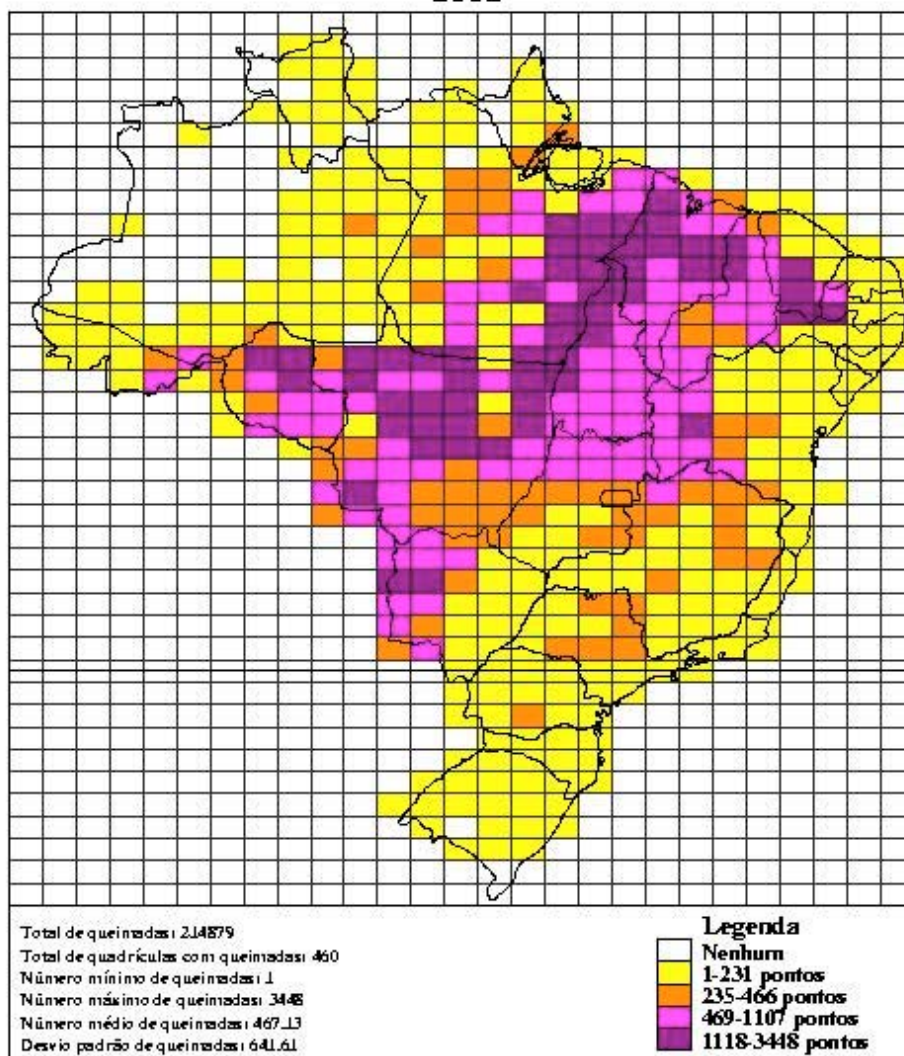 Total de queimadas: 214879
Total de quadrículas com queimadas: 460
Número mínimo de queimadas: 1
Número máximo de queimadas: 3448
Número médio de queimadas: 467.13
Desvio padrão de queimadas: 641.61
Legenda
Nenhum
1-231 pontos
235-466 pontos
469-1107 pontos
1118-3448 pontos